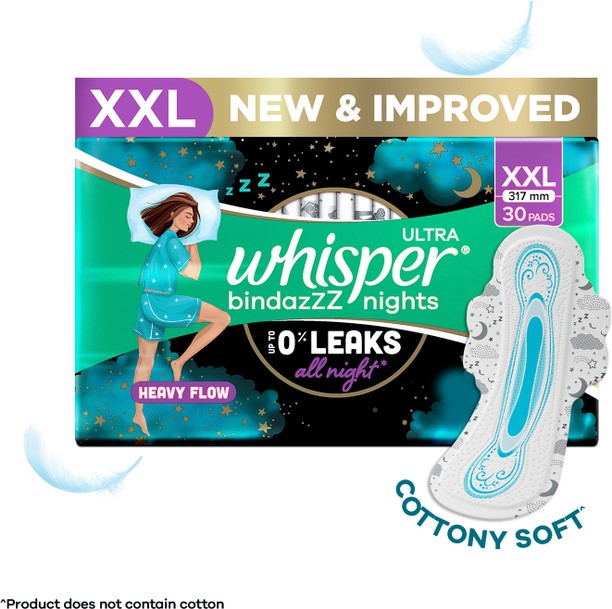 XXL NEW & IMPROVED
XXL
317 mm
30 PADS
z z z
ULTRA
whisper®
bindazZZ nights
UP TO 0% LEAKS
all night*
HEAVY FLOW
COTTONY SOFT^
^Product does not contain cotton